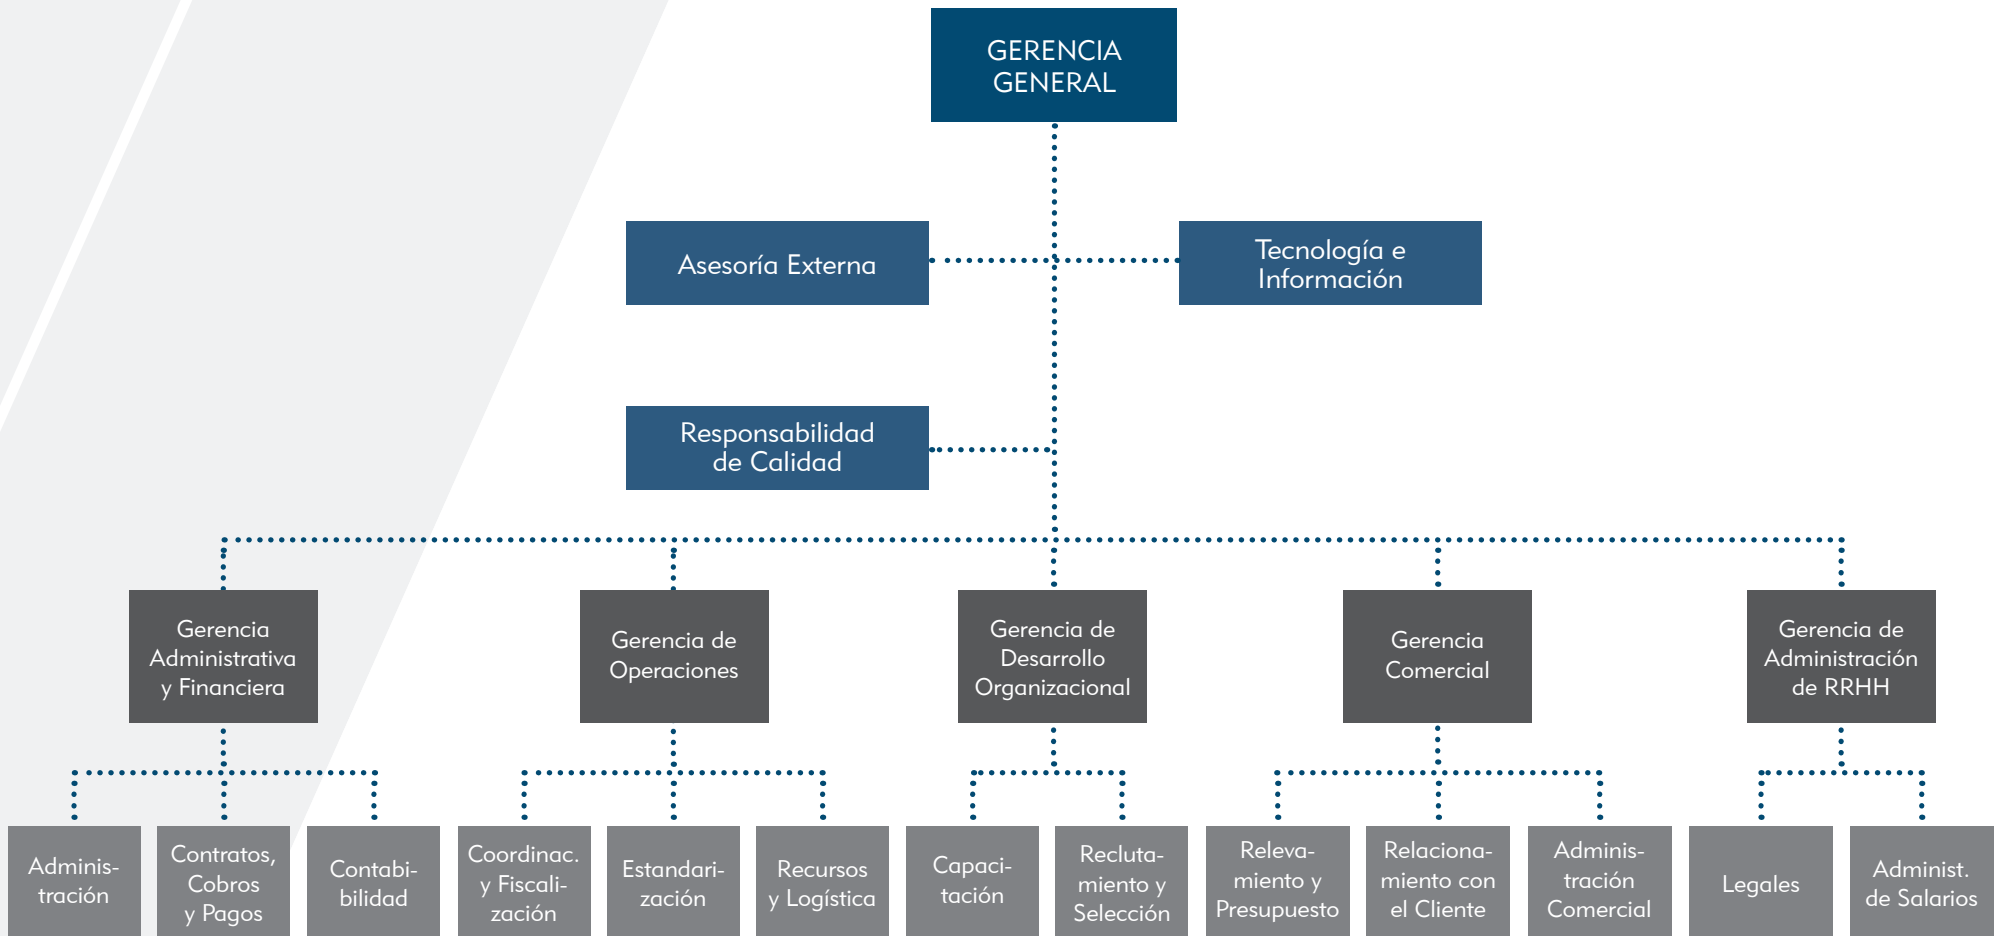 GERENCIA
GENERAL
Asesoría Externa
Tecnología e
Información
Responsabilidad
de Calidad
Gerencia
Administrativa
y Financiera
Gerencia de
Operaciones
Gerencia de
Desarrollo
Organizacional
Gerencia
Comercial
Gerencia de
Administración
de RRHH
Adminis-
tración
Contratos,
Cobros
y Pagos
Contabi-
bilidad
Coordinac.
y Fiscali-
zación
Estandari-
zación
Recursos
y Logística
Capaci-
tación
Recluta-
miento y
Selección
Releva-
miento y
Presupuesto
Relaciona-
miento con
el Cliente
Adminis-
tración
Comercial
Legales
Administ.
de Salarios